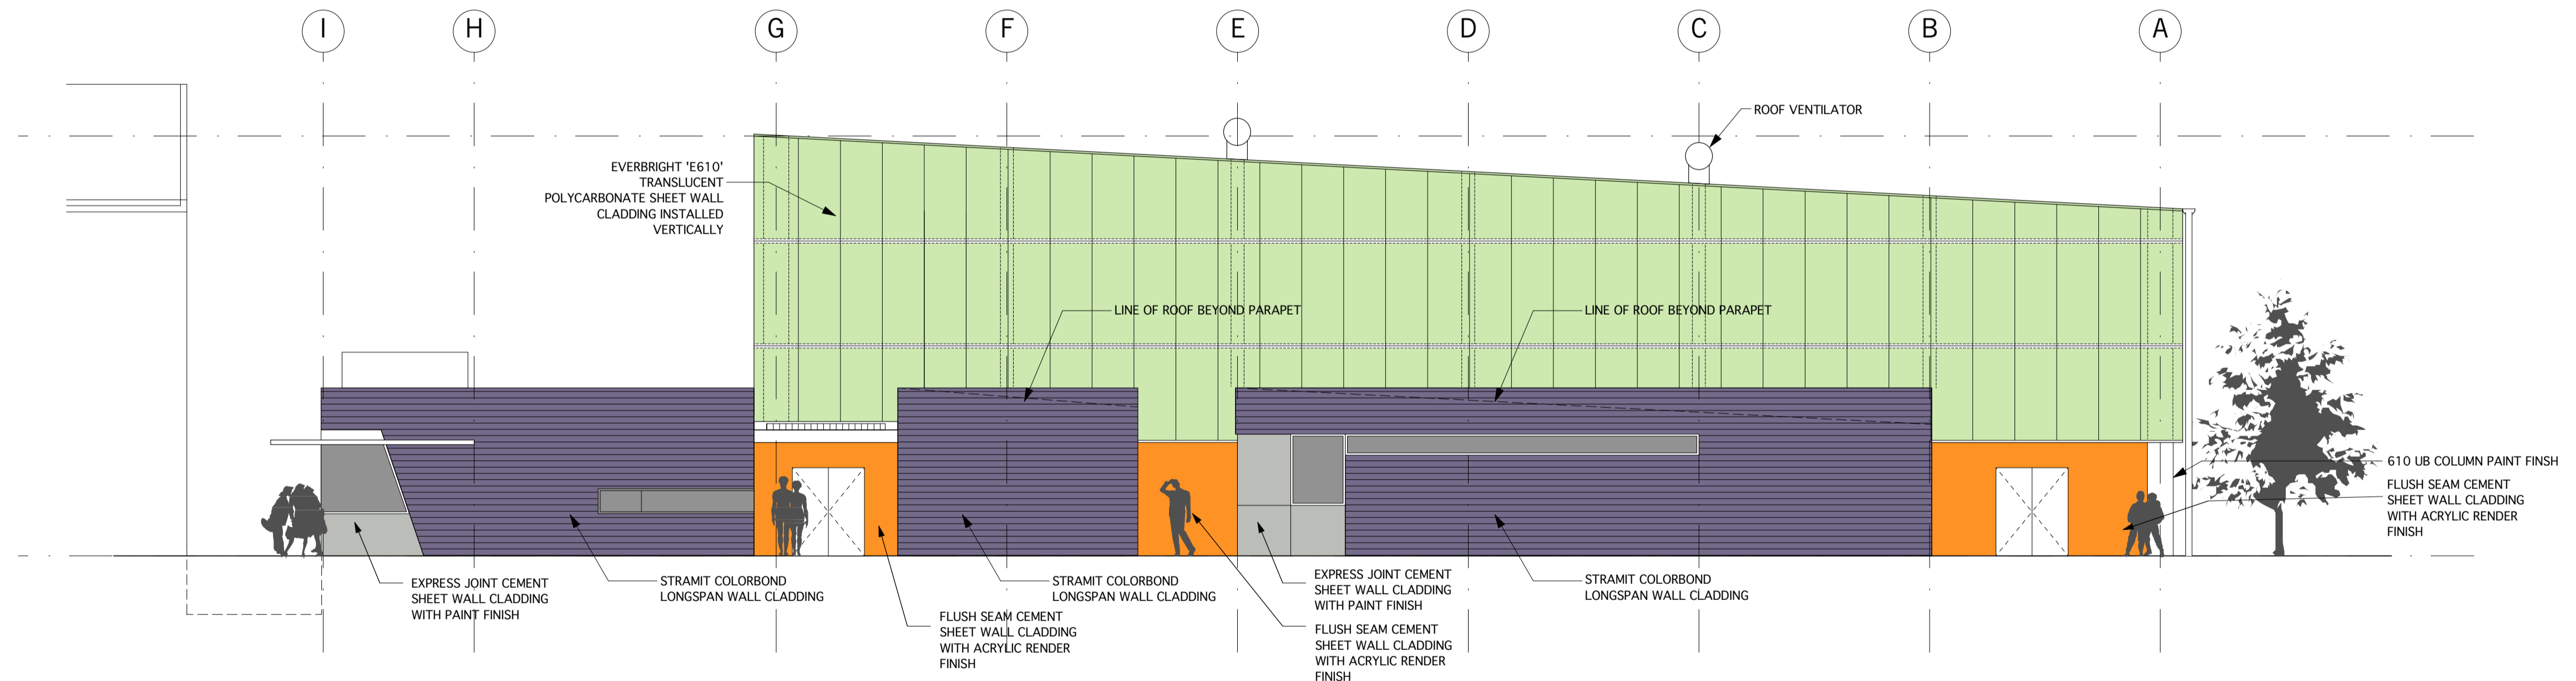 I
H
G
F
E
D
C
B
A
ROOF VENTILATOR
EVERBRIGHT 'E610'
TRANSLUCENT
POLYCARBONATE SHEET WALL
CLADDING INSTALLED
VERTICALLY
LINE OF ROOF BEYOND PARAPET
LINE OF ROOF BEYOND PARAPET
610 UB COLUMN PAINT FINSH
FLUSH SEAM CEMENT
SHEET WALL CLADDING
WITH ACRYLIC RENDER
FINISH
EXPRESS JOINT CEMENT
SHEET WALL CLADDING
WITH PAINT FINISH
STRAMIT COLORBOND
LONGSPAN WALL CLADDING
FLUSH SEAM CEMENT
SHEET WALL CLADDING
WITH ACRYLIC RENDER
FINISH
STRAMIT COLORBOND
LONGSPAN WALL CLADDING
EXPRESS JOINT CEMENT
SHEET WALL CLADDING
WITH PAINT FINISH
FLUSH SEAM CEMENT
SHEET WALL CLADDING
WITH ACRYLIC RENDER
FINISH
STRAMIT COLORBOND
LONGSPAN WALL CLADDING